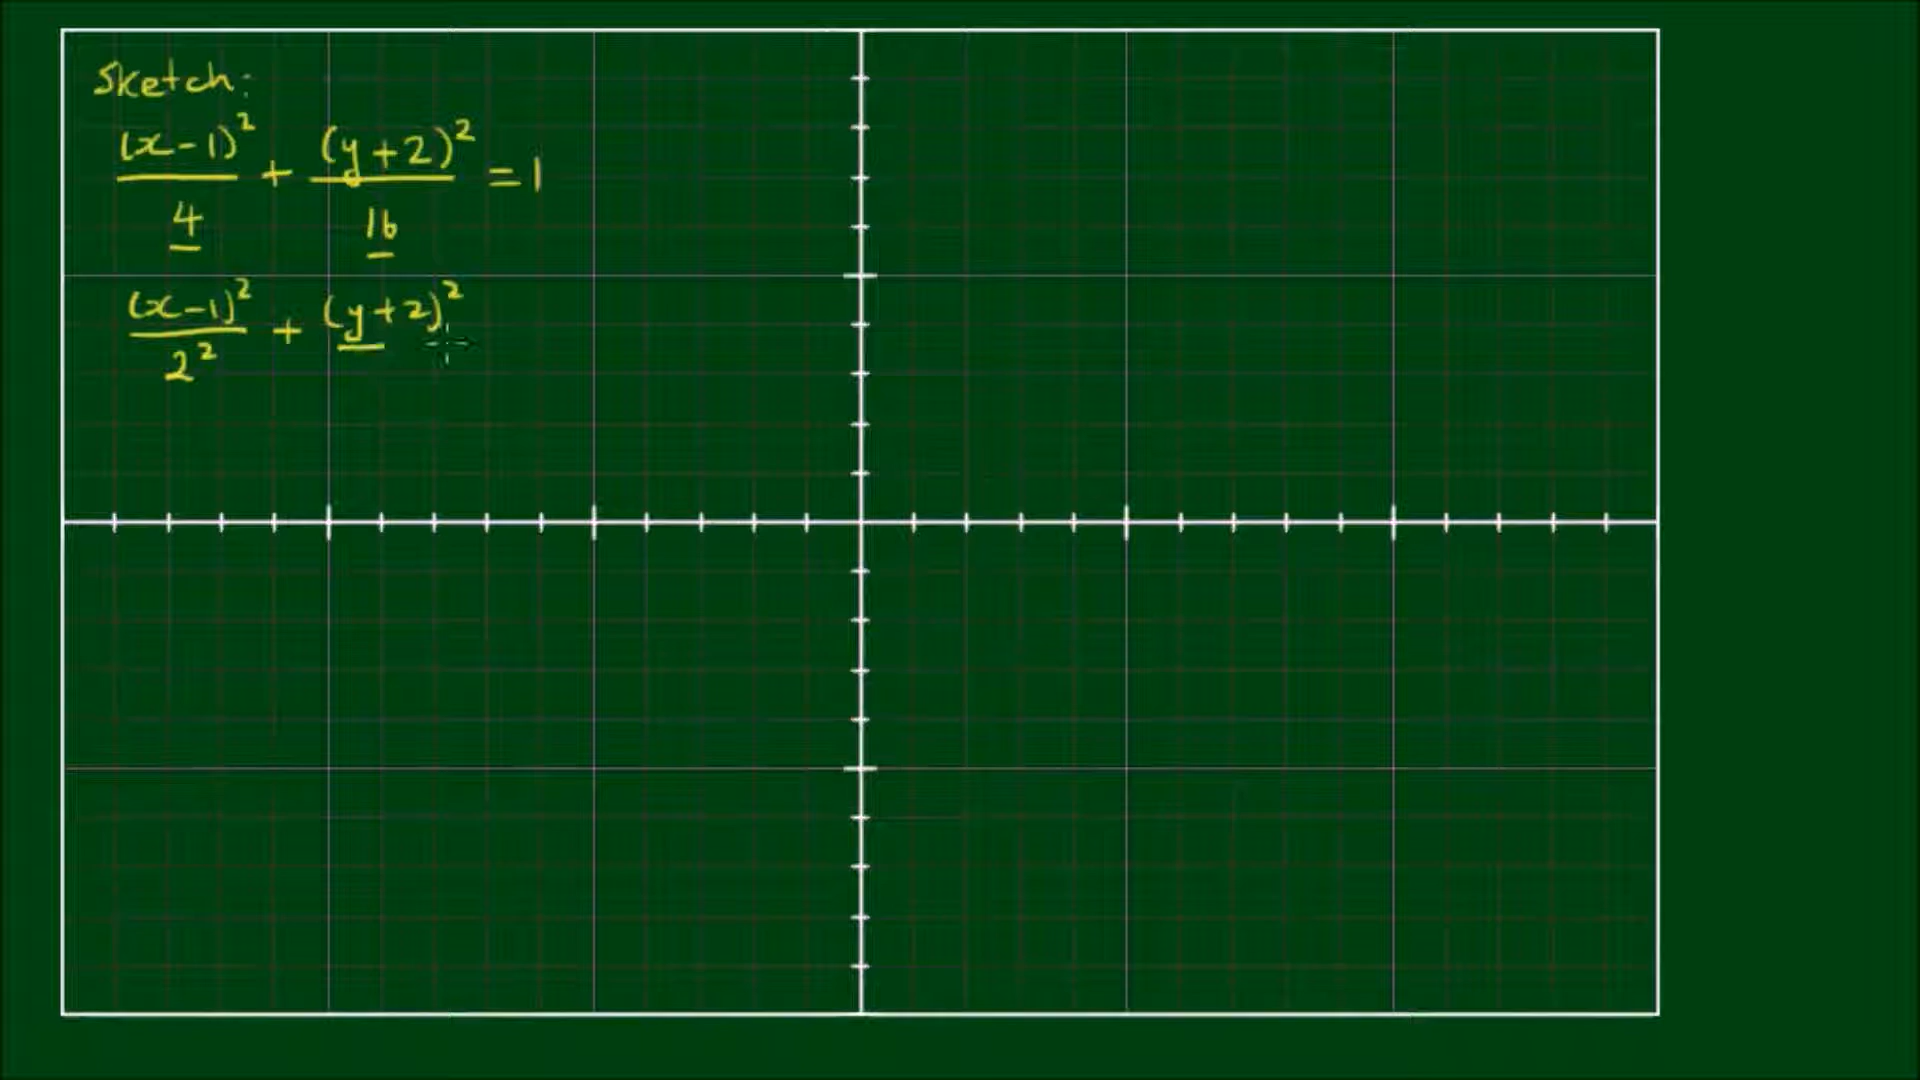 Sketch:
(x-1)²/4 + (y+2)²/16 = 1
(x-1)²/2² + (y+2)²